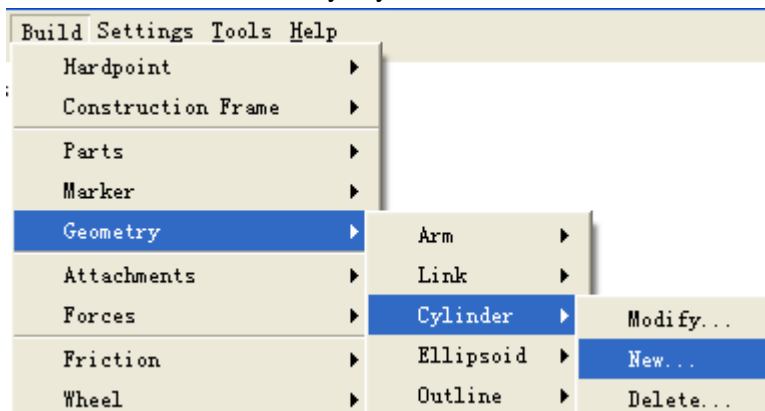 Build Settings Tools Help
Hardpoint
Construction Frame
Parts
Marker
Geometry
Attachments
Forces
Friction
Wheel
Arm
Link
Cylinder
Ellipsoid
Outline
Modify...
New...
Delete...